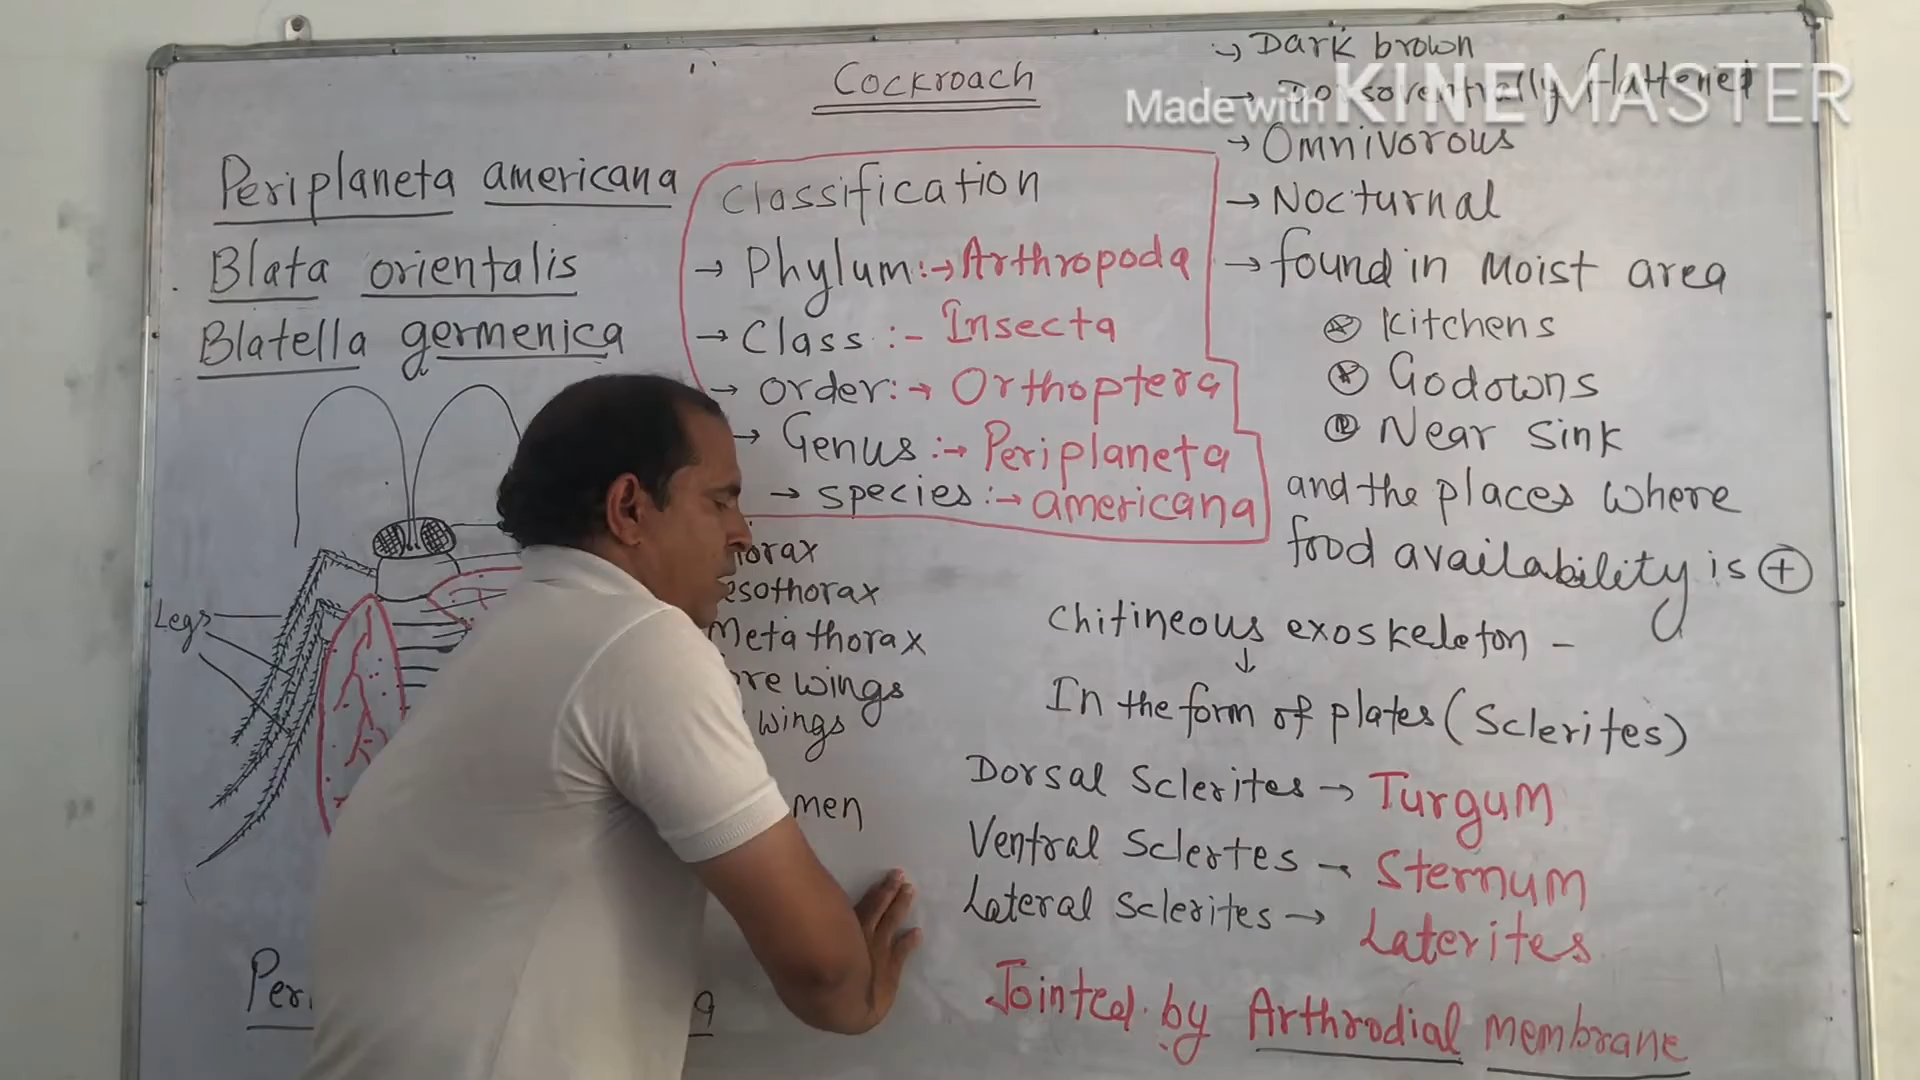 Cockroach
Periplaneta americana
Blata orientalis
Blatella germenica
Classification
→ Phylum :→ Arthropoda
→ Class :- Insecta
→ order :→ Orthoptera
→ Genus :→ Periplaneta
→ species :→ americana
→ Dark brown
→ Dorsoventrally flattened
Made with KINEMASTER
→ Omnivorous
→ Nocturnal
→ found in Moist area
Kitchens
Godowns
Near Sink
and the places where
food availability is +
Legs
orax
esothorax
Metathorax
re wings
wings
men
Chitineous exoskeleton -
↓
In the form of plates (Sclerites)
Dorsal Sclerites → Turgum
Ventral Sclertes → Sternum
Lateral Sclerites → Laterites
Jointed by Arthrodial membrane
Per
a